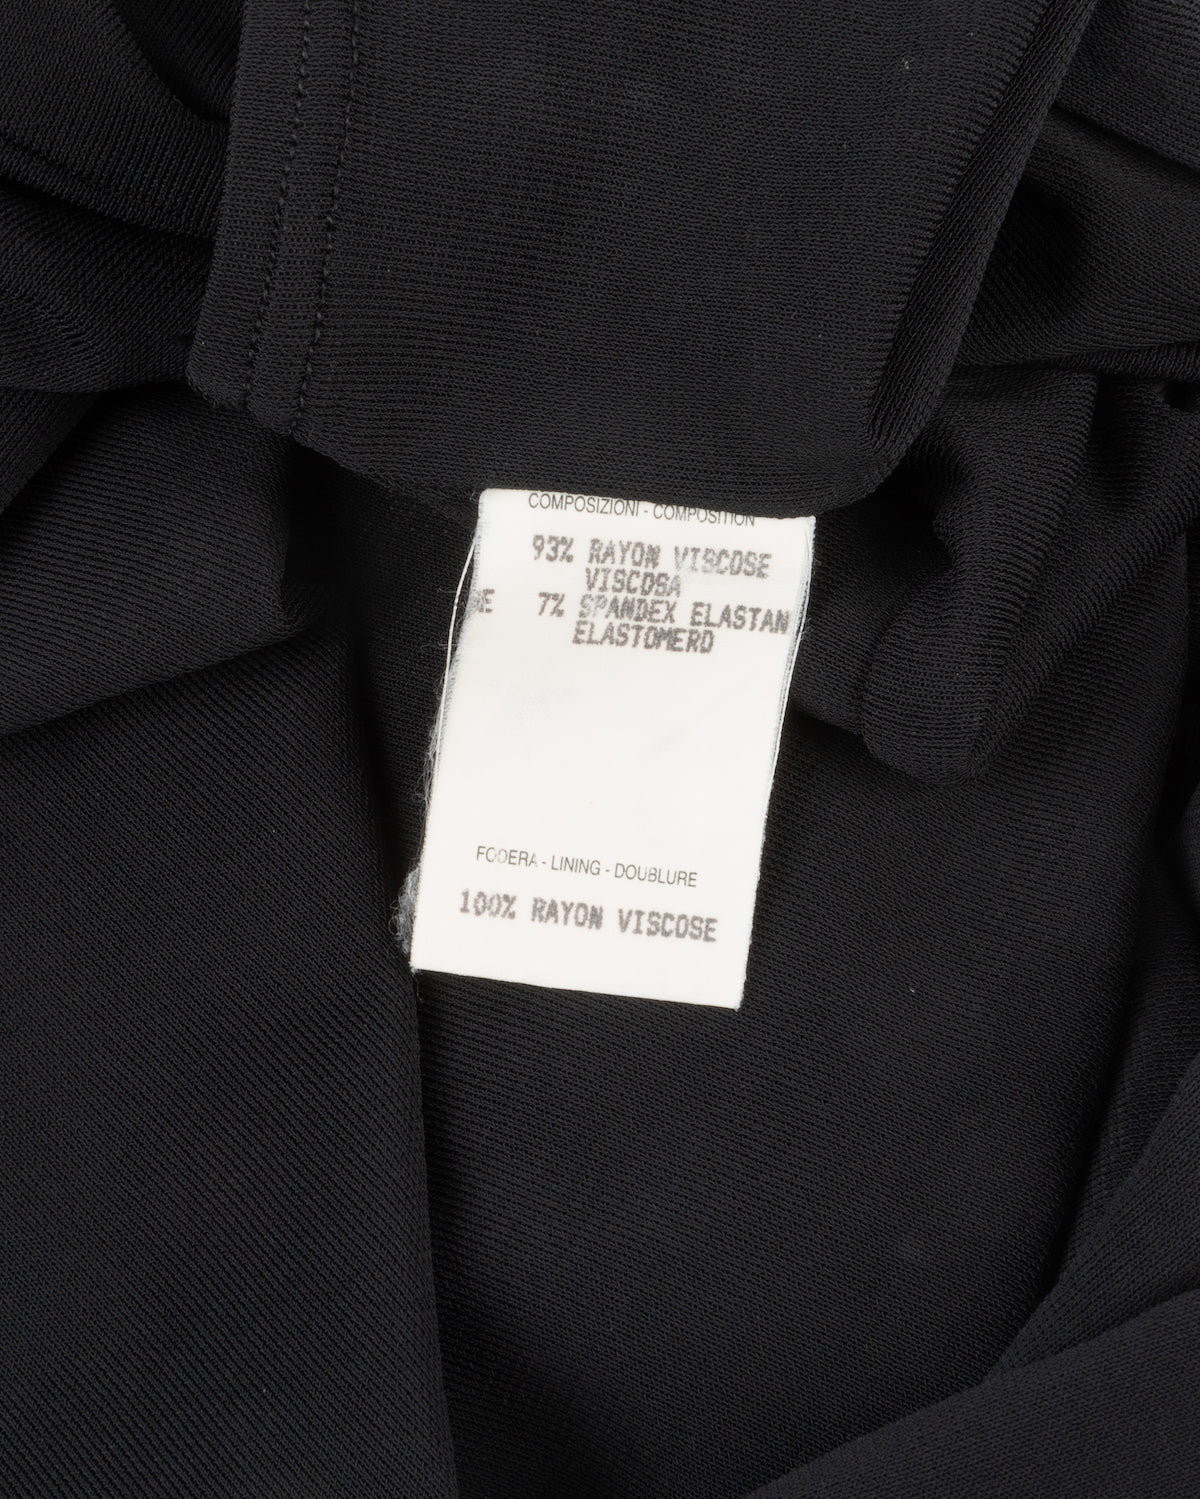 COMPOSIZIONI - COMPOSITION
93% RAYON VISCOSE
VISCOSA
7% SPANDEX ELASTAN
ELASTOMERO
FODERA - LINING - DOUBLURE
100% RAYON VISCOSE